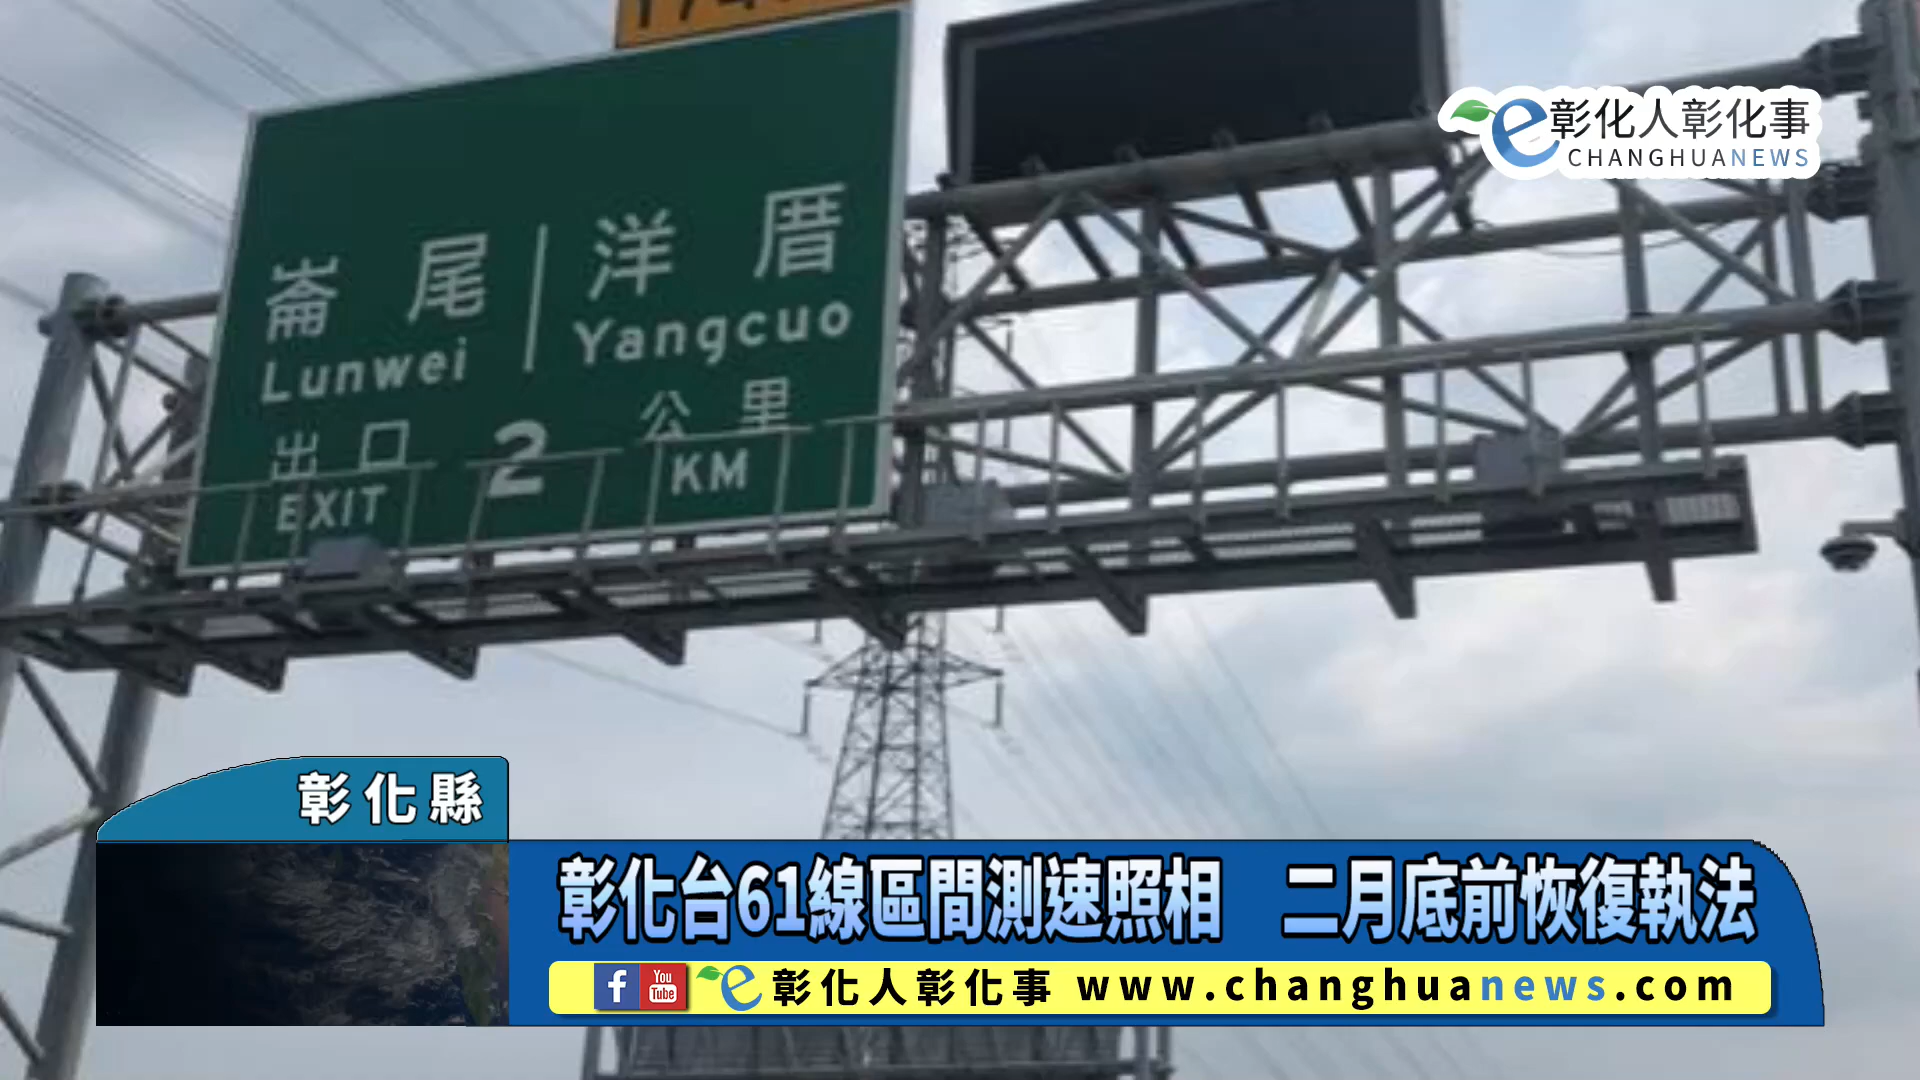 彰化人彰化事
CHANGHUANEWS
崙尾 洋厝
Lunwei Yangcuo
出口 2 公里
EXIT KM
彰化縣
彰化台61線區間測速照相 二月底前恢復執法
f You Tube e 彰化人彰化事 www.changhuanews.com